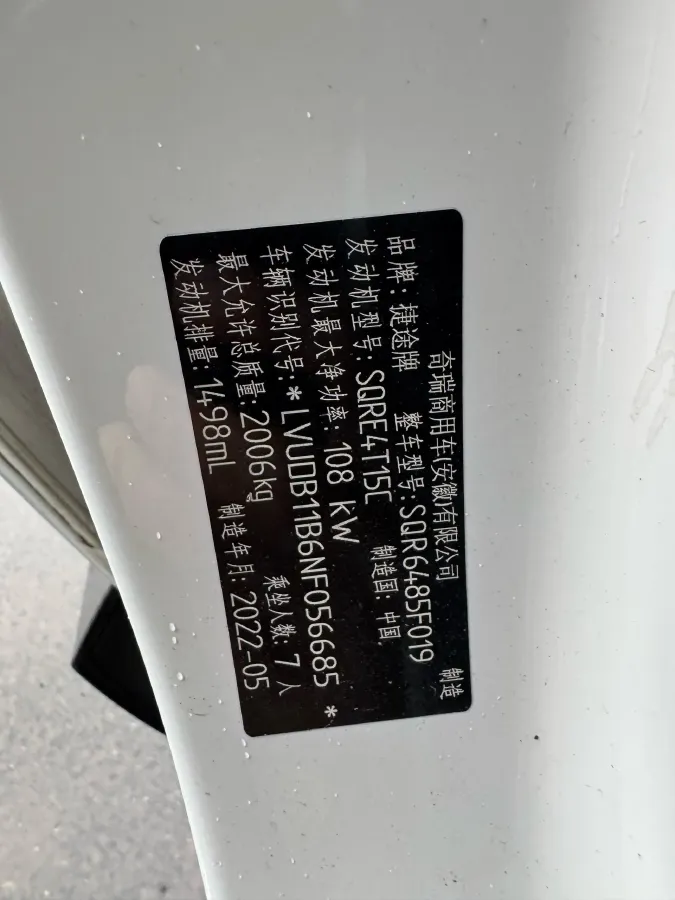 奇瑞商用车(安徽)有限公司 制造
品牌:捷途牌 整车型号:SQR6485F019
发动机型号:SQRE4T15C 制造国:中国
发动机最大净功率:108 kW
车辆识别代号:*LVUDB11B6NF056685*
最大允许总质量:2006kg 乘坐人数:7人
发动机排量:1498mL 制造年月:2022-05